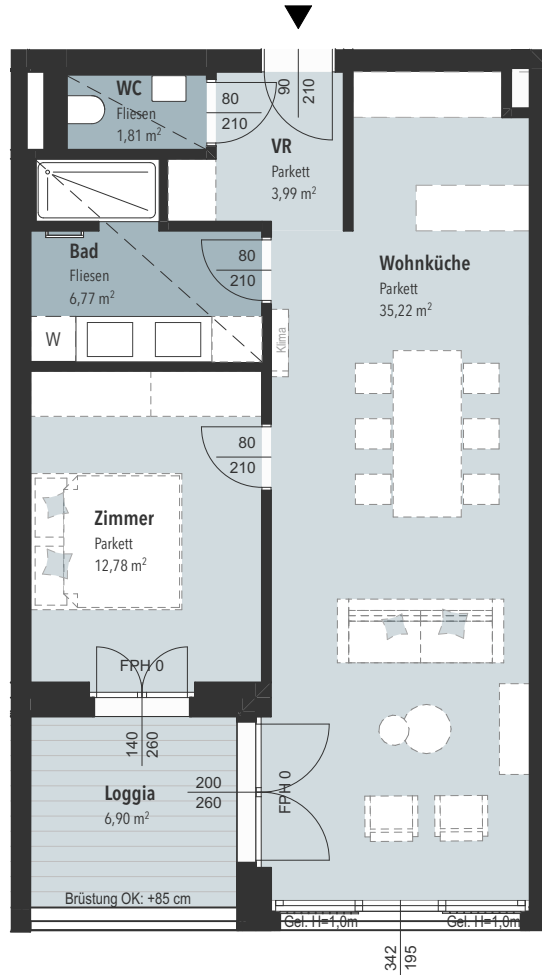 WC
Fliesen
1,81 m²
80
210
90
210
VR
Parkett
3,99 m²
Bad
Fliesen
6,77 m²
80
210
W
Klima
Wohnküche
Parkett
35,22 m²
80
210
Zimmer
Parkett
12,78 m²
FPH 0
140
260
Loggia
6,90 m²
200
260
FPH 0
Brüstung OK: +85 cm
Gel. H=1,0m
Gel. H=1,0m
342
195